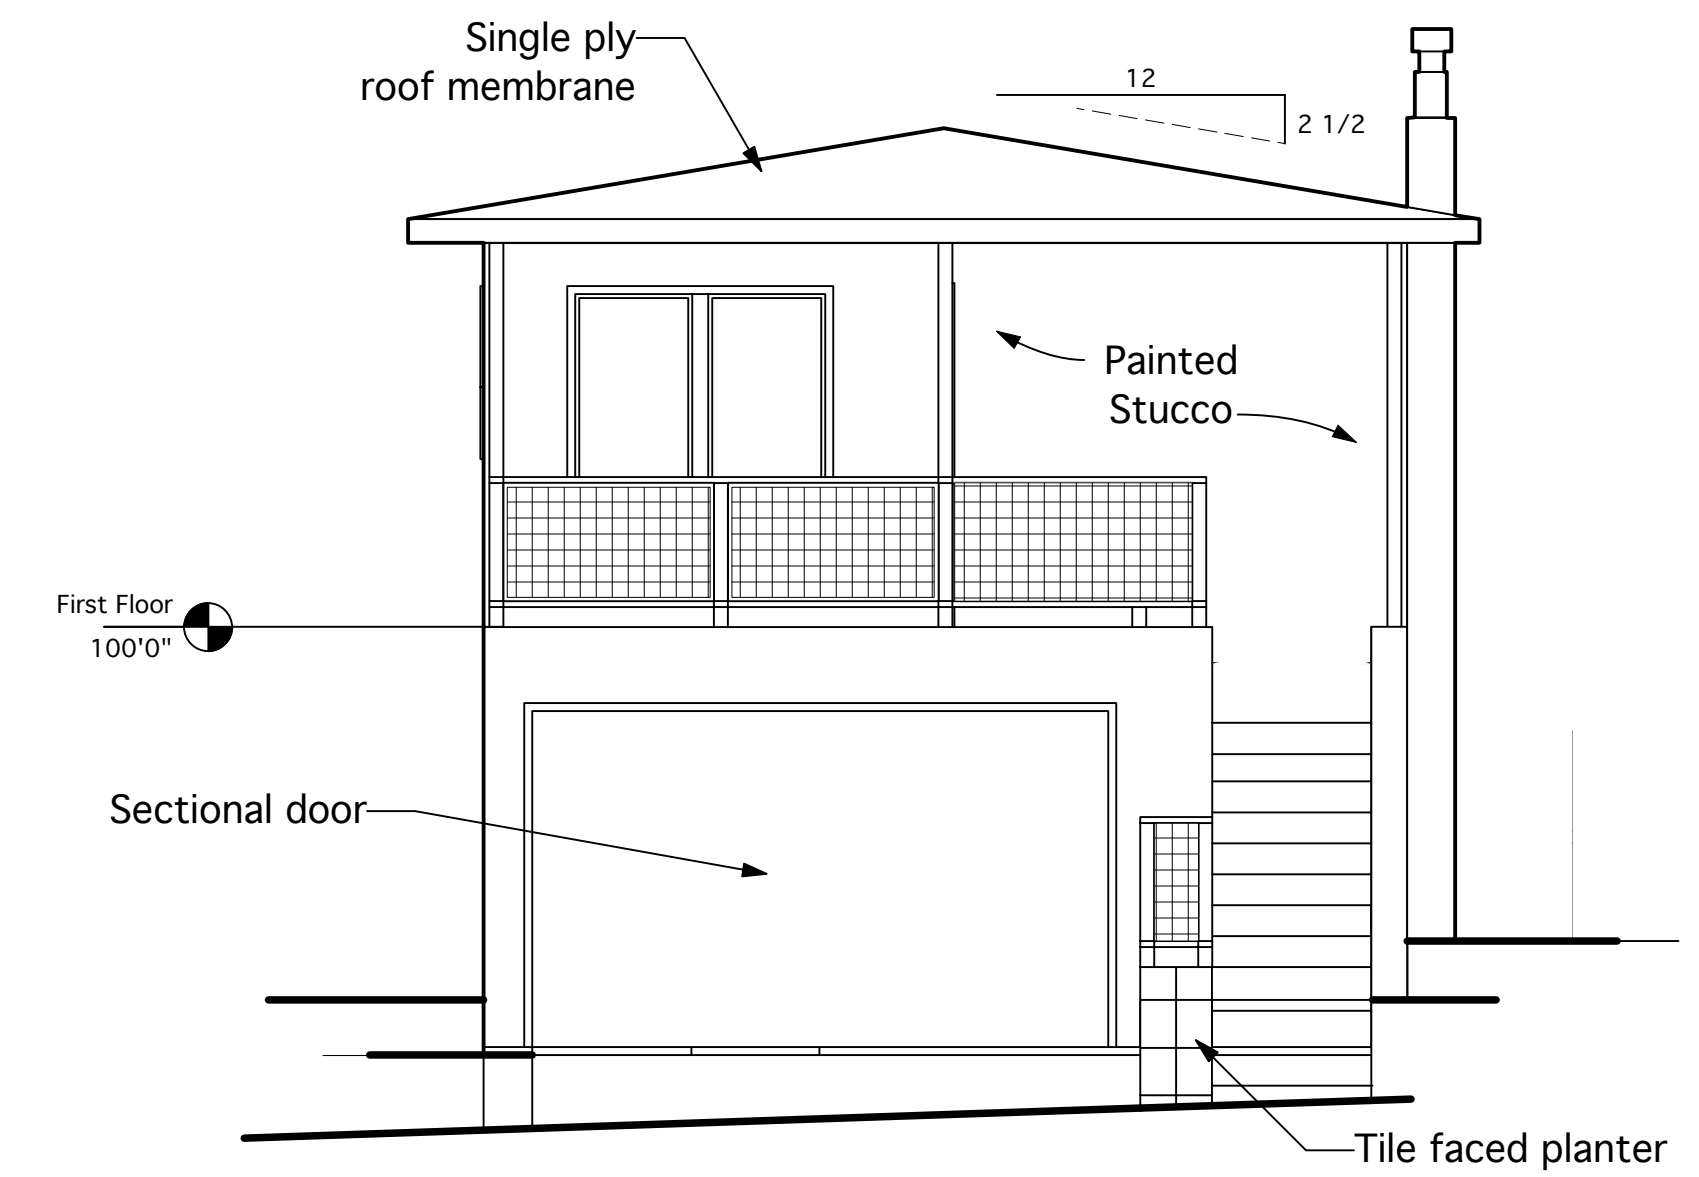 Single ply
roof membrane
12
2 1/2
Painted
Stucco
First Floor
100'0"
Sectional door
Tile faced planter